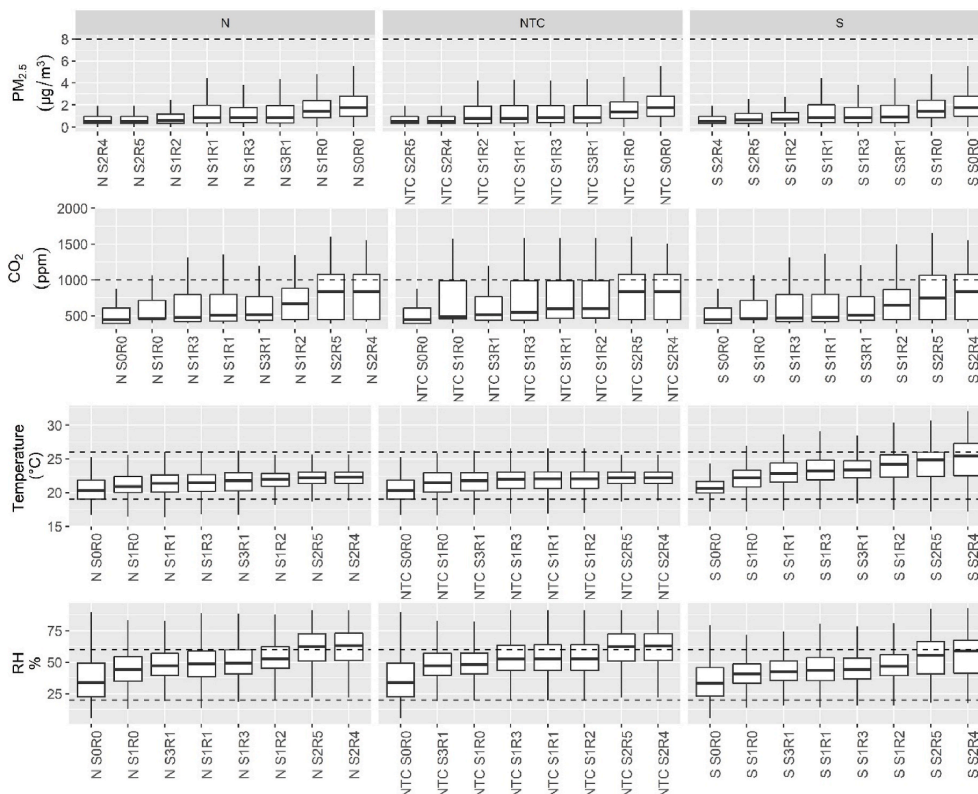 N NTC S
PM2.5 (µg/m³)
8
6
4
2
0
N S2R4 N S2R5 N S1R2 N S1R1 N S1R3 N S3R1 N S1R0 N S0R0
NTC S2R5 NTC S2R4 NTC S1R2 NTC S1R1 NTC S1R3 NTC S3R1 NTC S1R0 NTC S0R0
S S2R4 S S2R5 S S1R2 S S1R1 S S1R3 S S3R1 S S1R0 S S0R0
CO2 (ppm)
2000
1500
1000
500
N S0R0 N S1R0 N S1R3 N S1R1 N S3R1 N S1R2 N S2R5 N S2R4
NTC S0R0 NTC S1R0 NTC S3R1 NTC S1R3 NTC S1R1 NTC S1R2 NTC S2R5 NTC S2R4
S S0R0 S S1R0 S S1R3 S S1R1 S S3R1 S S1R2 S S2R5 S S2R4
Temperature (°C)
30
25
20
15
N S0R0 N S1R0 N S1R1 N S1R3 N S3R1 N S1R2 N S2R5 N S2R4
NTC S0R0 NTC S1R0 NTC S3R1 NTC S1R3 NTC S1R1 NTC S1R2 NTC S2R5 NTC S2R4
S S0R0 S S1R0 S S1R1 S S1R3 S S3R1 S S1R2 S S2R5 S S2R4
RH %
75
50
25
N S0R0 N S1R0 N S3R1 N S1R1 N S1R3 N S1R2 N S2R5 N S2R4
NTC S0R0 NTC S3R1 NTC S1R0 NTC S1R3 NTC S1R1 NTC S1R2 NTC S2R5 NTC S2R4
S S0R0 S S1R0 S S3R1 S S1R1 S S1R3 S S1R2 S S2R5 S S2R4